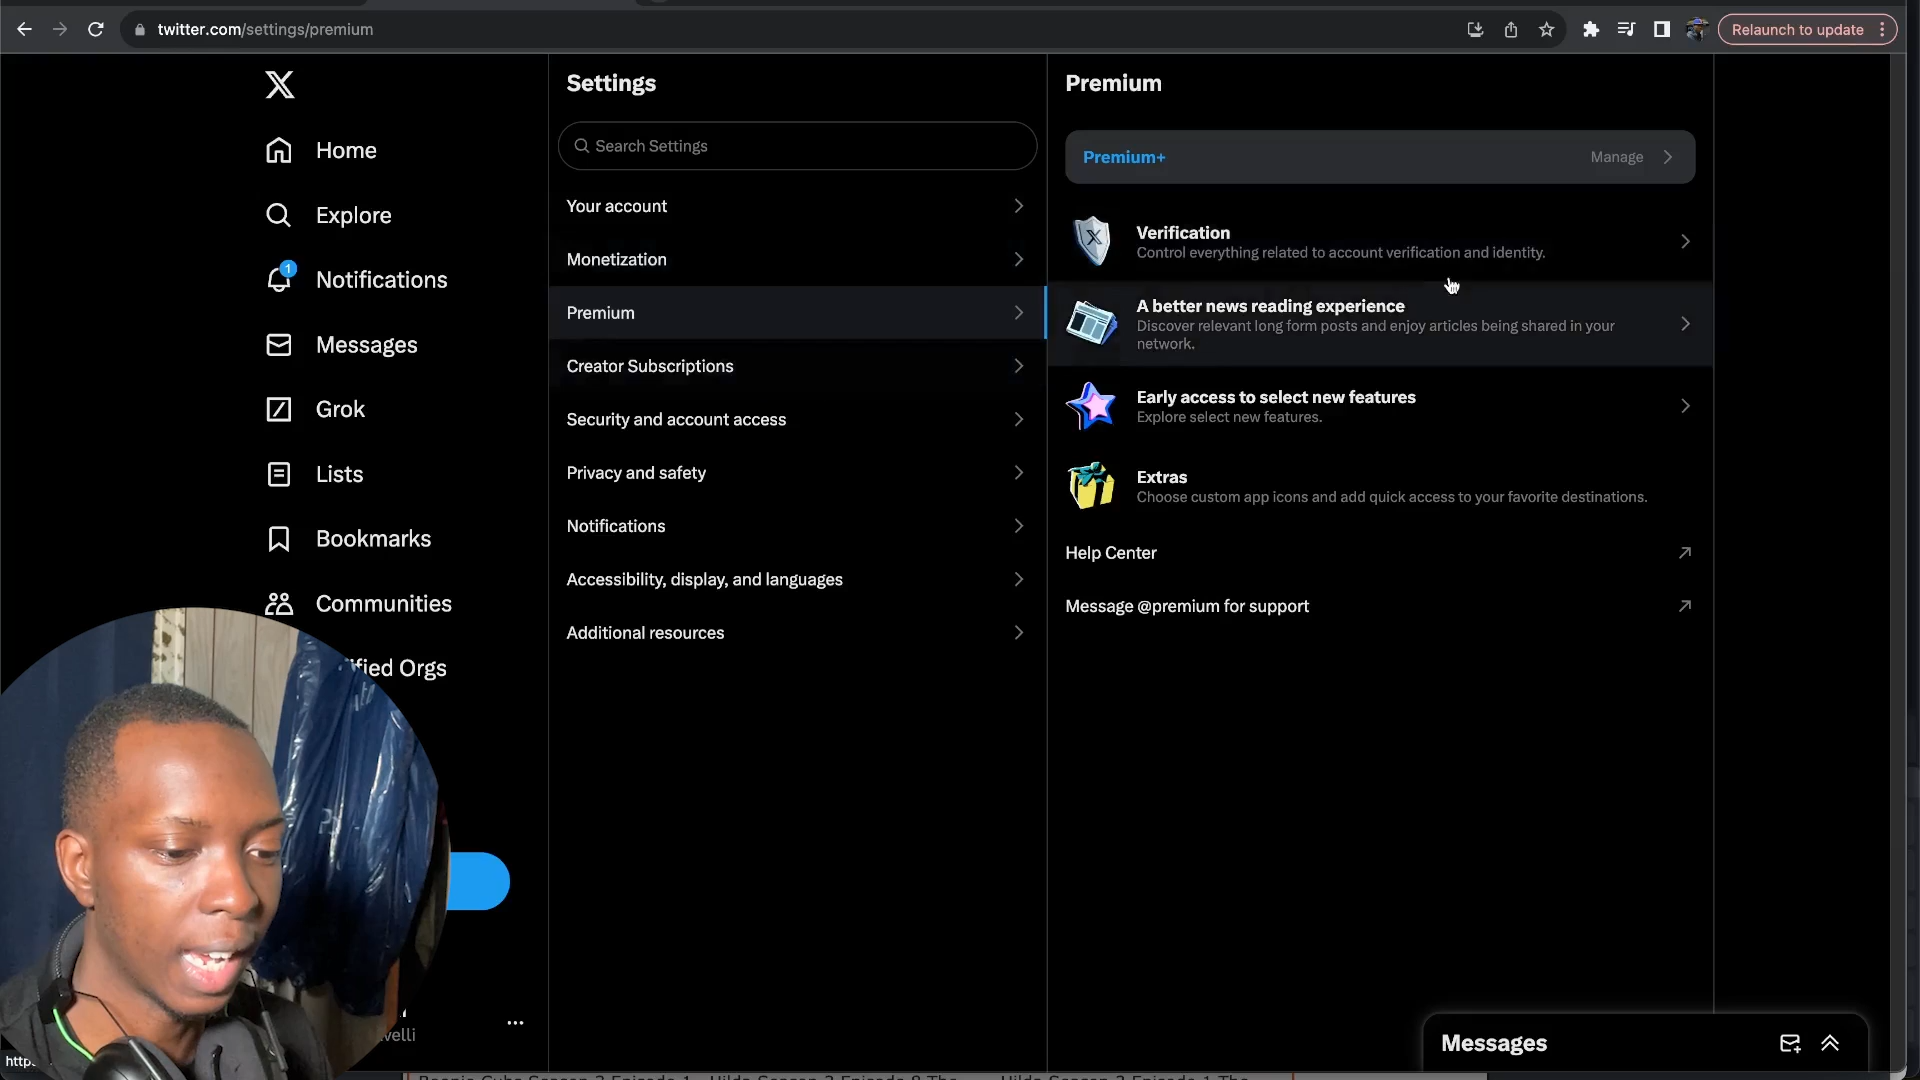 twitter.com/settings/premium
Relaunch to update
Home
Explore
1
Notifications
Messages
Grok
Lists
Bookmarks
Communities
Orgs
Settings
Search Settings
Your account
Monetization
Premium
Creator Subscriptions
Security and account access
Privacy and safety
Notifications
Accessibility, display, and languages
Additional resources
Premium
Premium+ Manage
Verification
Control everything related to account verification and identity.
A better news reading experience
Discover relevant long form posts and enjoy articles being shared in your
network.
Early access to select new features
Explore select new features.
Extras
Choose custom app icons and add quick access to your favorite destinations.
Help Center
Message @premium for support
Messages